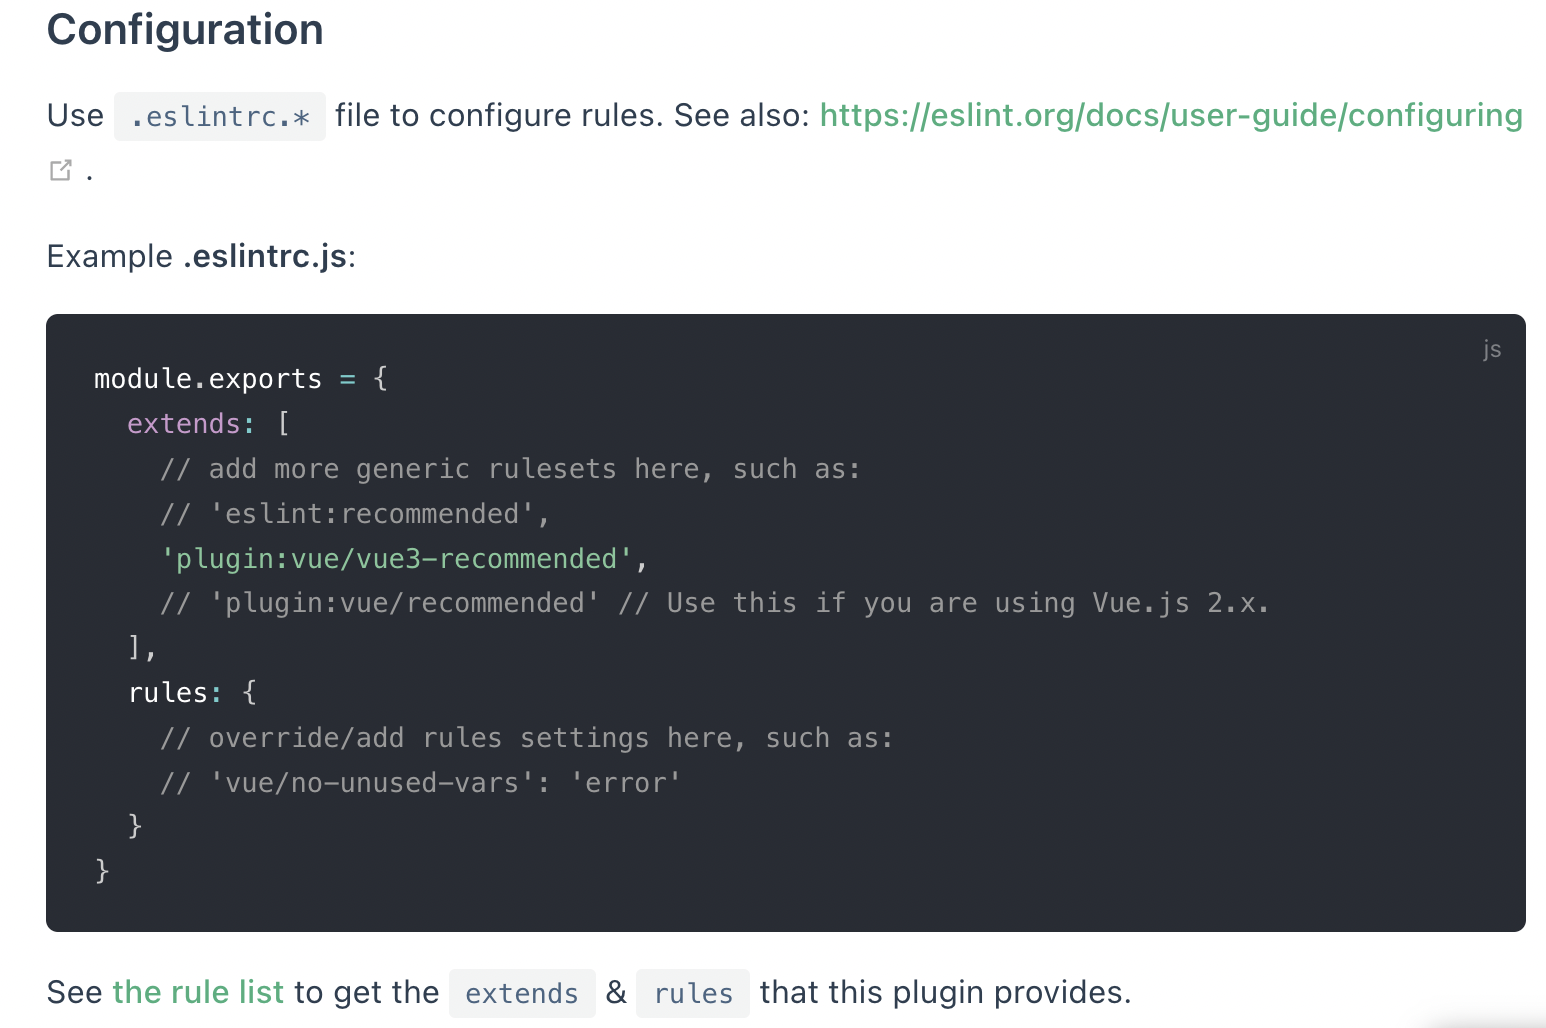 Configuration
Use .eslintrc.* file to configure rules. See also: https://eslint.org/docs/user-guide/configuring
.
Example .eslintrc.js:
js
module.exports = {
  extends: [
    // add more generic rulesets here, such as:
    // 'eslint:recommended',
    'plugin:vue/vue3-recommended',
    // 'plugin:vue/recommended' // Use this if you are using Vue.js 2.x.
  ],
  rules: {
    // override/add rules settings here, such as:
    // 'vue/no-unused-vars': 'error'
  }
}
See the rule list to get the extends & rules that this plugin provides.